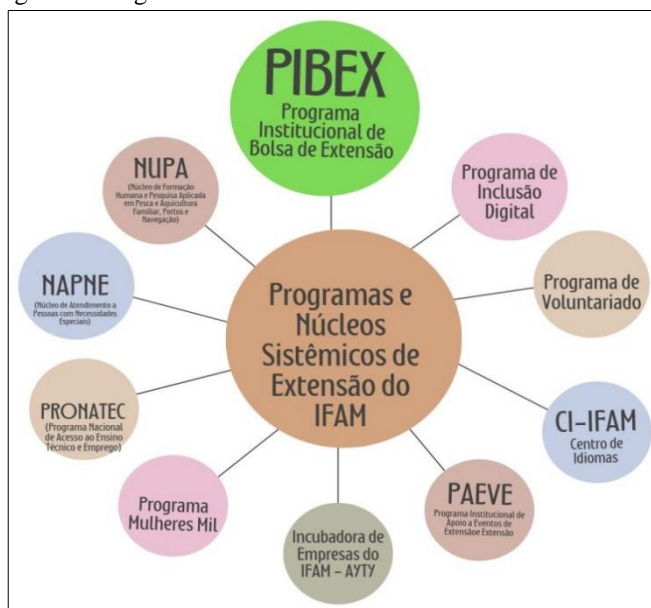 PIBEX
Programa
Institucional de
Bolsa de Extensão
NUPA
(Núcleo de Formação
Humana e Pesquisa Aplicada
em Pesca e Aquicultura
Familiar, Portos e
Navegação)
Programa de
Inclusão
Digital
NAPNE
(Núcleo de Atendimento a
Pessoas com Necessidades
Especiais)
Programa de
Voluntariado
Programas e
Núcleos
Sistêmicos de
Extensão do
IFAM
PRONATEC
(Programa Nacional
de Acesso ao Ensino
Técnico e Emprego)
CI-IFAM
Centro de
Idiomas
Programa
Mulheres Mil
Incubadora de
Empresas do
IFAM - AYTY
PAEVE
Programa Institucional de
Apoio a Eventos de
Extensãoe Extensão